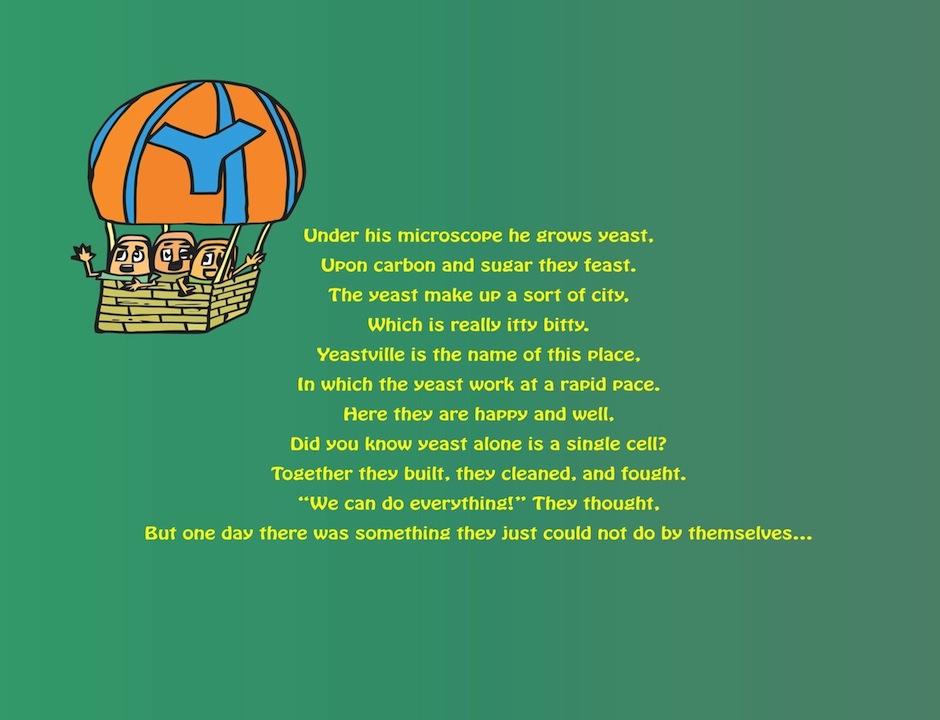 Y
Under his microscope he grows yeast,
Upon carbon and sugar they feast.
The yeast make up a sort of city,
Which is really itty bitty.
Yeastville is the name of this place,
In which the yeast work at a rapid pace.
Here they are happy and well,
Did you know yeast alone is a single cell?
Together they built, they cleaned, and fought.
“We can do everything!” They thought,
But one day there was something they just could not do by themselves...